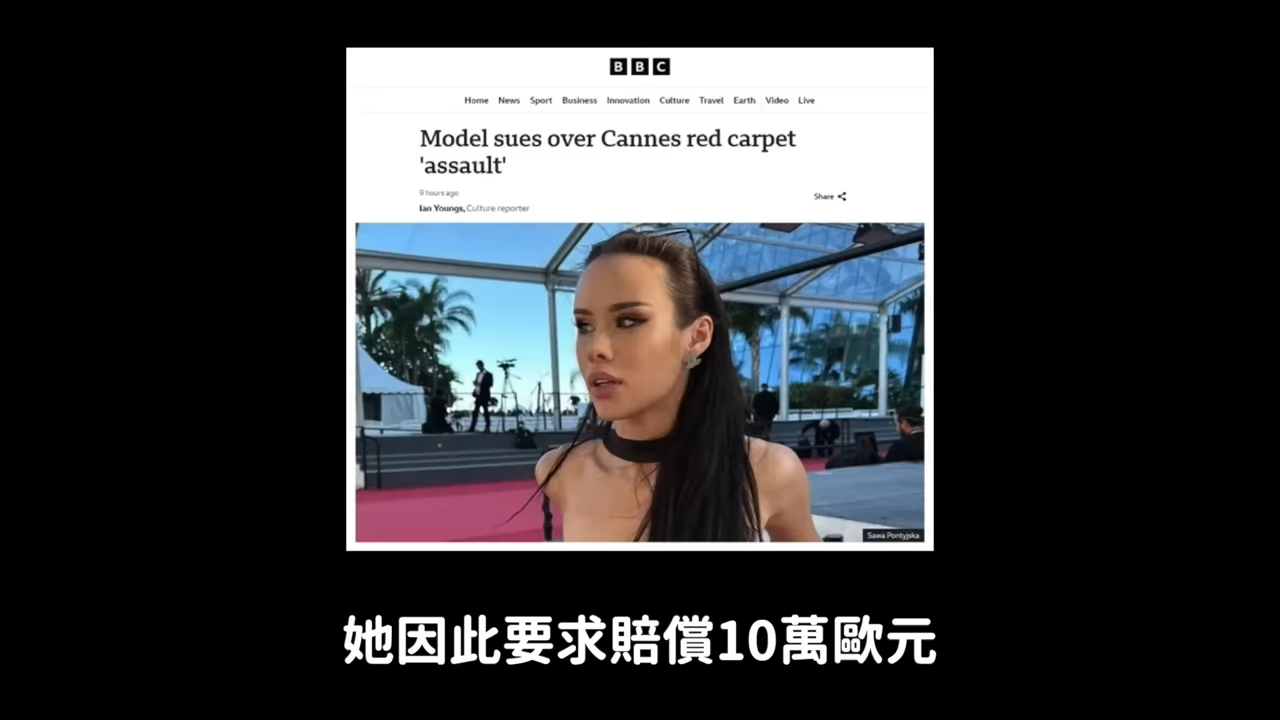 BBC
Home News Sport Business Innovation Culture Travel Earth Video Live
Model sues over Cannes red carpet
'assault'
9 hours ago
Share
Ian Youngs, Culture reporter
Sawa Pontyjska
她因此要求賠償10萬歐元